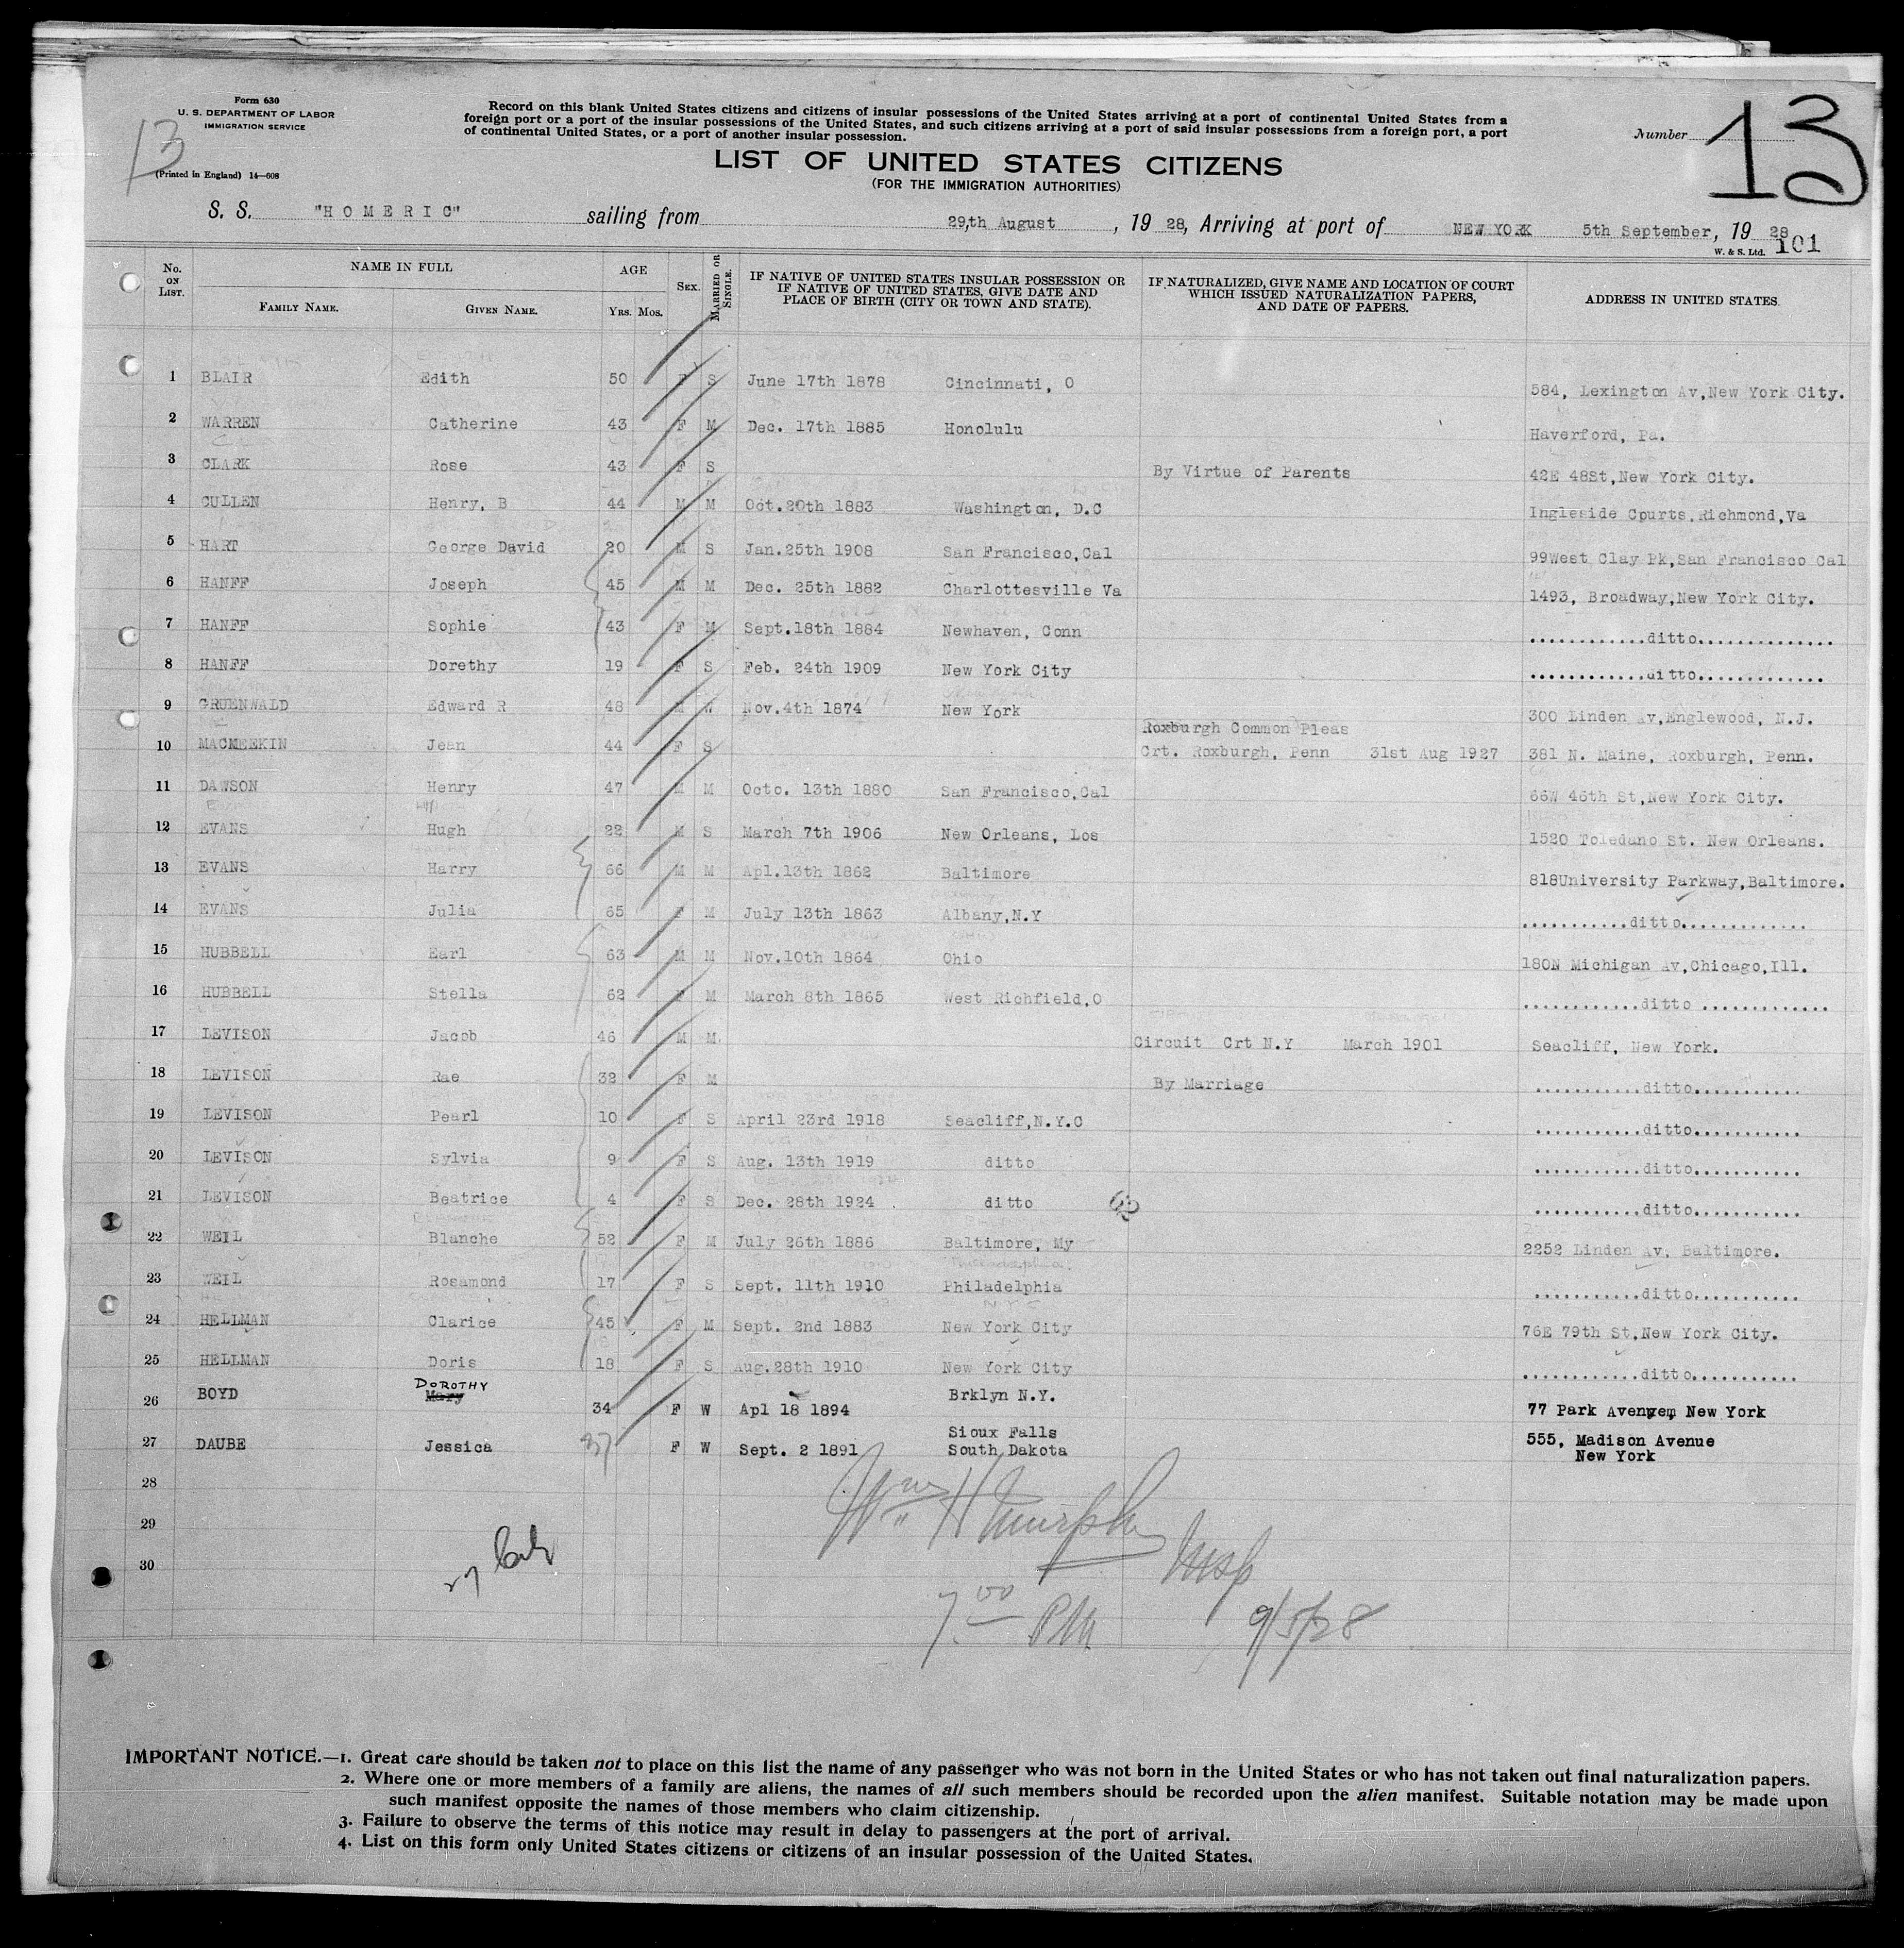 Form 630
U. S. DEPARTMENT OF LABOR
IMMIGRATION SERVICE
13
(Printed in England) 14—608
Record on this blank United States citizens and citizens of insular possessions of the United States arriving at a port of continental United States from a
foreign port or a port of the insular possessions of the United States, and such citizens arriving at a port of said insular possessions from a foreign port, a port
of continental United States, or a port of another insular possession.
Number 13
LIST OF UNITED STATES CITIZENS
(FOR THE IMMIGRATION AUTHORITIES)
S. S. "HOMERIC" sailing from 29,th August , 19 28, Arriving at port of NEW YORK 5th September, 19 28
W. & S. Ltd. 101
No. ON LIST. NAME IN FULL AGE SEX. MARRIED OR SINGLE. IF NATIVE OF UNITED STATES INSULAR POSSESSION OR IF NATIVE OF UNITED STATES, GIVE DATE AND PLACE OF BIRTH (CITY OR TOWN AND STATE). IF NATURALIZED, GIVE NAME AND LOCATION OF COURT WHICH ISSUED NATURALIZATION PAPERS, AND DATE OF PAPERS. ADDRESS IN UNITED STATES
FAMILY NAME. GIVEN NAME. YRS. MOS.
1 BLAIR Edith 50 F S June 17th 1878 Cincinnati, O 584, Lexington Av,New York City.
2 WARREN Catherine 43 F M Dec. 17th 1885 Honolulu Haverford, Pa.
3 CLARK Rose 43 F S By Virtue of Parents 42E 48St,New York City.
4 CULLEN Henry, B 44 M M Oct.20th 1883 Washington, D.C Ingleside Courts,Richmond,Va
5 HART George David 20 M S Jan.25th 1908 San Francisco,Cal 99West Clay Pk,San Francisco Cal
6 HANFF Joseph 45 M M Dec. 25th 1882 Charlottesville Va 1493, Broadway,New York City.
7 HANFF Sophie 43 F M Sept.18th 1884 Newhaven, Conn ............ditto..............
8 HANFF Dorethy 19 F S Feb. 24th 1909 New York City ............ditto.............
9 GRUENWALD Edward R 48 M W Nov.4th 1874 New York 300 Linden Av,Englewood, N.J.
Roxburgh Common Pleas
10 MACMEEKIN Jean 44 F S Crt. Roxburgh, Penn 31st Aug 1927 381 N. Maine, Roxburgh, Penn.
11 DAWSON Henry 47 M M Octo. 13th 1880 San Francisco,Cal 66W 46th St,New York City.
12 EVANS Hugh 22 M S March 7th 1906 New Orleans, Los 1520 Toledano St. New Orleans.
13 EVANS Harry 66 M M Apl.13th 1862 Baltimore 818University Parkway,Baltimore.
14 EVANS Julia 65 F M July 13th 1863 Albany,N.Y ...........ditto.............
15 HUBBELL Earl 63 M M Nov.10th 1864 Ohio 180N Michigan Av,Chicago,Ill.
16 HUBBELL Stella 62 F M March 8th 1865 West Richfield,O ............ditto .............
17 LEVISON Jacob 46 M M Circuit Crt N.Y March 1901 Seacliff, New York.
18 LEVISON Rae 32 F M By Marriage ...........ditto...........
19 LEVISON Pearl 10 F S April 23rd 1918 Seacliff,N.Y.C ...........ditto...........
20 LEVISON Sylvia 9 F S Aug. 13th 1919 ditto ...........ditto...........
21 LEVISON Beatrice 4 F S Dec. 28th 1924 ditto ...........ditto...........
22 WEIL Blanche 52 F M July 26th 1886 Baltimore, My 2252 Linden Av, Baltimore.
23 WEIL Rosamond 17 F S Sept. 11th 1910 Philadelphia ...........ditto...........
24 HELLMAN Clarice 45 F M Sept. 2nd 1883 New York City 76E 79th St,New York City.
25 HELLMAN Doris 18 F S Aug.28th 1910 New York City ............ditto...........
DOROTHY
26 BOYD Mary 34 F W Apl 18 1894 Brklyn N.Y. 77 Park Avenyem New York
27 DAUBE Jessica 37 F W Sept. 2 1891 Sioux Falls South Dakota 555, Madison Avenue New York
28
29
30
Wm H Murphy Insp
7 00 PM 9/5/28
IMPORTANT NOTICE.—1. Great care should be taken not to place on this list the name of any passenger who was not born in the United States or who has not taken out final naturalization papers.
2. Where one or more members of a family are aliens, the names of all such members should be recorded upon the alien manifest. Suitable notation may be made upon
such manifest opposite the names of those members who claim citizenship.
3. Failure to observe the terms of this notice may result in delay to passengers at the port of arrival.
4. List on this form only United States citizens or citizens of an insular possession of the United States.